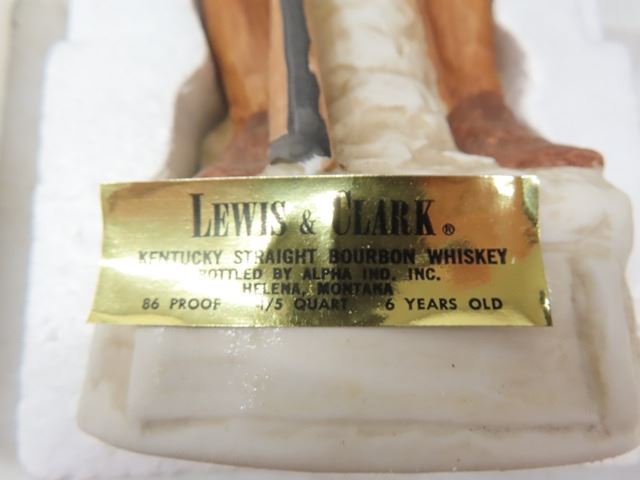 LEWIS & CLARK ®
KENTUCKY STRAIGHT BOURBON WHISKEY
BOTTLED BY ALPHA IND. INC.
HELENA, MONTANA
86 PROOF 4/5 QUART 6 YEARS OLD